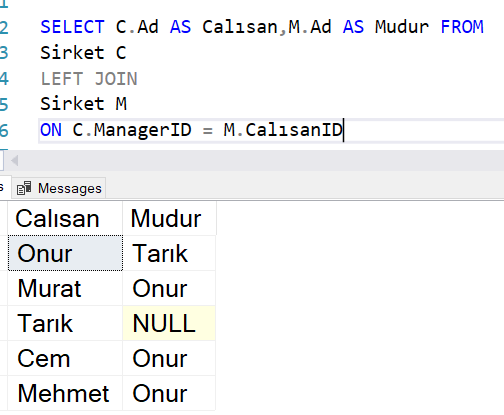 2 SELECT C.Ad AS Calısan,M.Ad AS Mudur FROM
3 Sirket C
4 LEFT JOIN
5 Sirket M
6 ON C.ManagerID = M.CalısanID
Messages
Calısan Mudur
Onur Tarık
Murat Onur
Tarık NULL
Cem Onur
Mehmet Onur